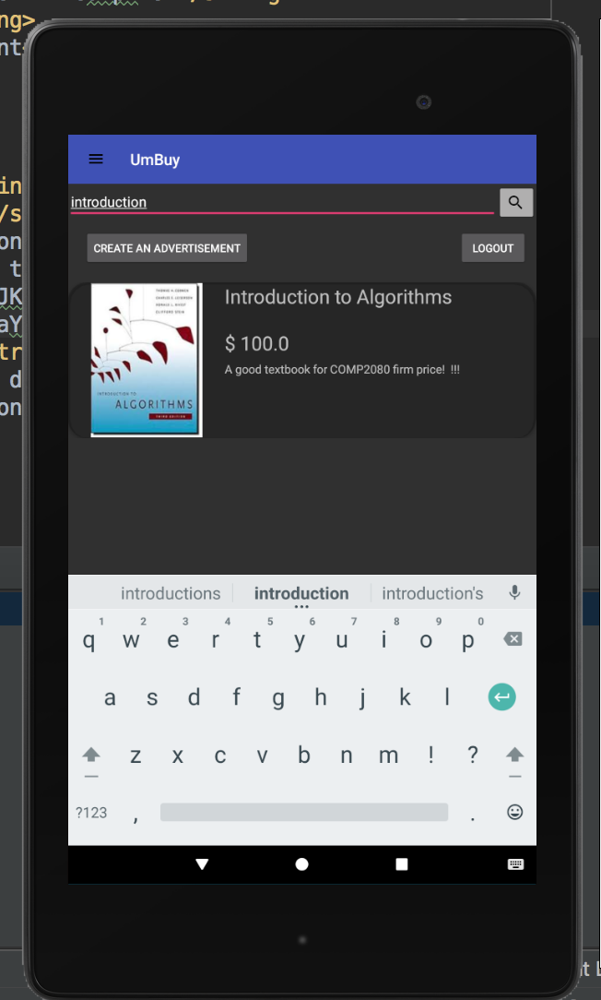 ng>
nt
in
/s
on
t
JK
aY
tr
d
on
UmBuy
introduction
CREATE AN ADVERTISEMENT
LOGOUT
THOMAS H. CORMEN
CHARLES E. LEISERSON
RONALD L. RIVEST
CLIFFORD STEIN
INTRODUCTION TO
ALGORITHMS
THIRD EDITION
Introduction to Algorithms
$ 100.0
A good textbook for COMP2080 firm price!  !!!
introductions introduction introduction's
1 2 3 4 5 6 7 8 9 0
q w e r t y u i o p
a s d f g h j k l
z x c v b n m ! ?
?123 , .
t L